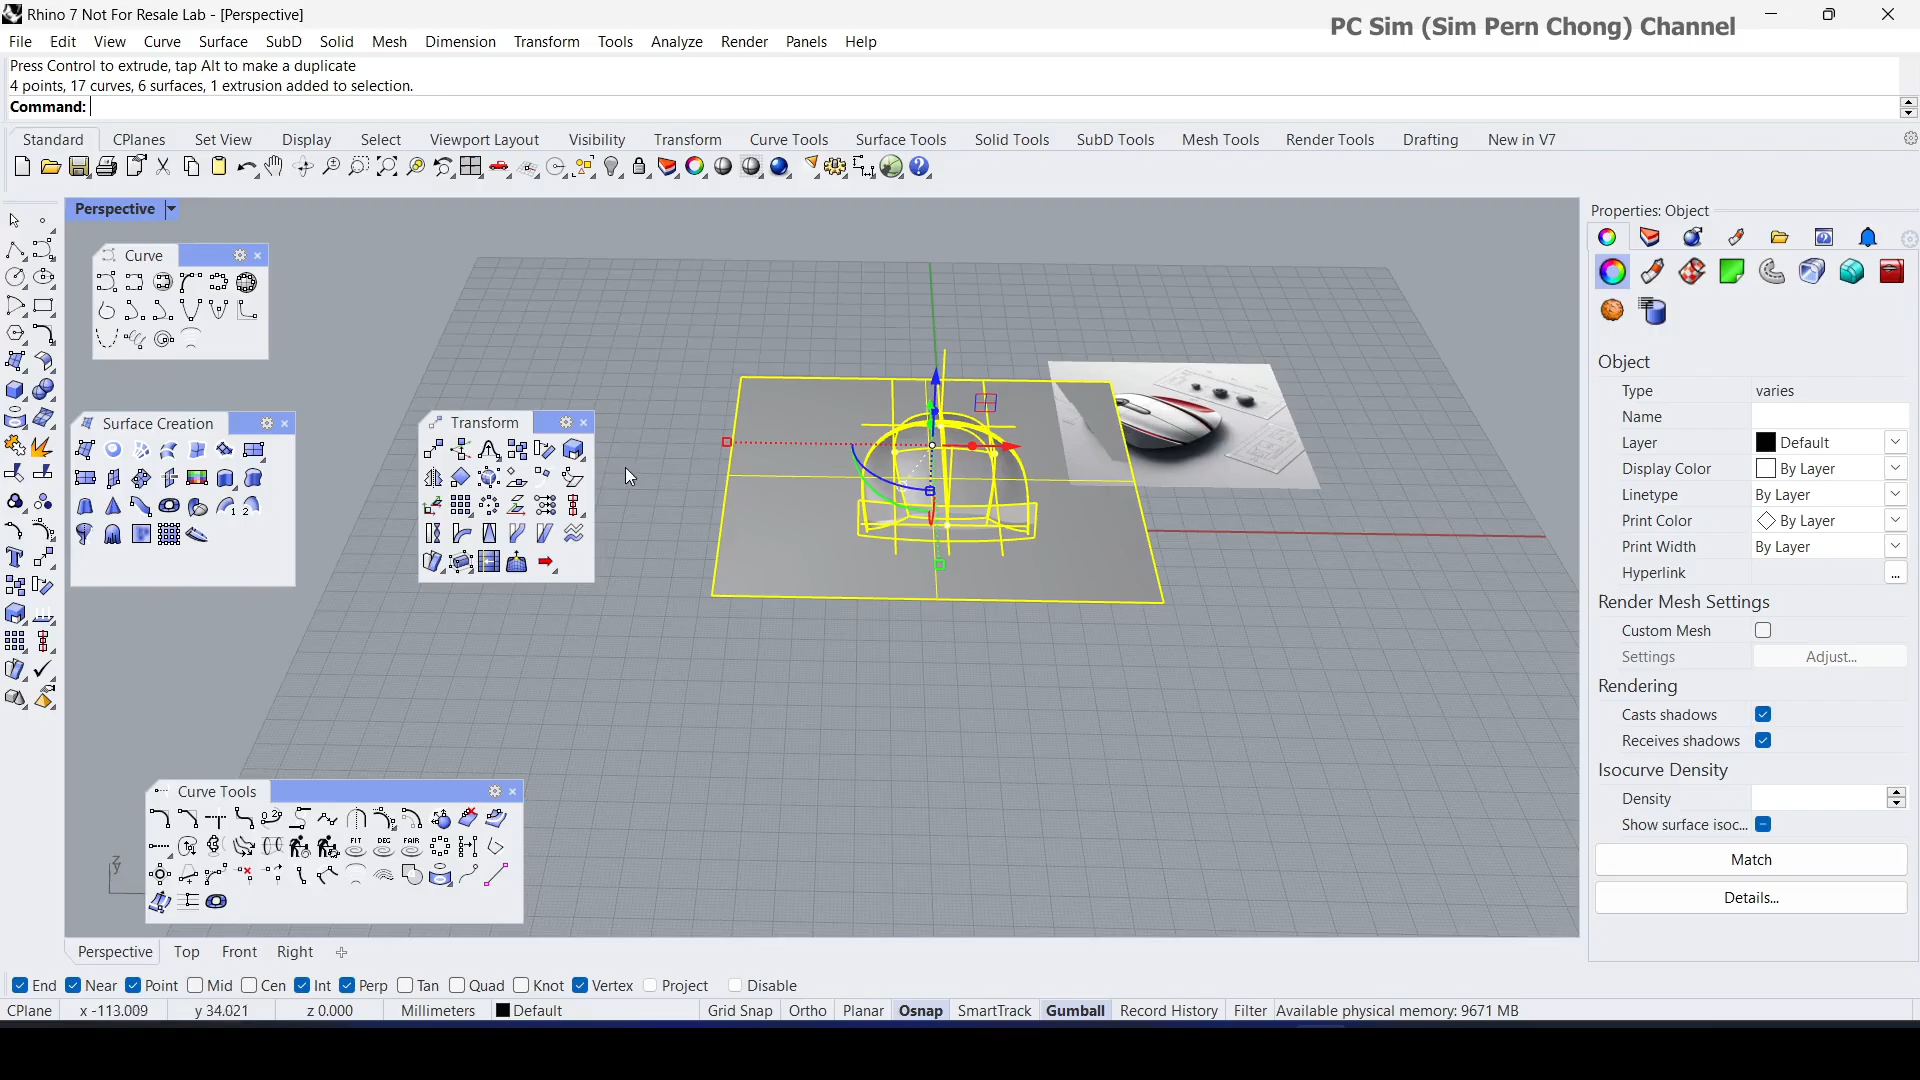 Rhino 7 Not For Resale Lab - [Perspective]
PC Sim (Sim Pern Chong) Channel
File Edit View Curve Surface SubD Solid Mesh Dimension Transform Tools Analyze Render Panels Help
Press Control to extrude, tap Alt to make a duplicate
4 points, 17 curves, 6 surfaces, 1 extrusion added to selection.
Command:
Standard CPlanes Set View Display Select Viewport Layout Visibility Transform Curve Tools Surface Tools Solid Tools SubD Tools Mesh Tools Render Tools Drafting New in V7
Perspective
Properties: Object
Curve
Surface Creation
Transform
Object
Type varies
Name
Layer Default
Display Color By Layer
Linetype By Layer
Print Color By Layer
Print Width By Layer
Hyperlink ...
Render Mesh Settings
Custom Mesh
Settings Adjust...
Rendering
Casts shadows
Receives shadows
Isocurve Density
Density
Show surface isoc...
Match
Details...
Curve Tools
FIT DEG FAIR
Perspective Top Front Right
End Near Point Mid Cen Int Perp Tan Quad Knot Vertex Project Disable
CPlane x -113.009 y 34.021 z 0.000 Millimeters Default Grid Snap Ortho Planar Osnap SmartTrack Gumball Record History Filter Available physical memory: 9671 MB